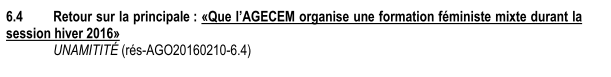 6.4 Retour sur la principale : «Que l’AGECEM organise une formation féministe mixte durant la
session hiver 2016»
UNAMITITÉ (rés-AGO20160210-6.4)